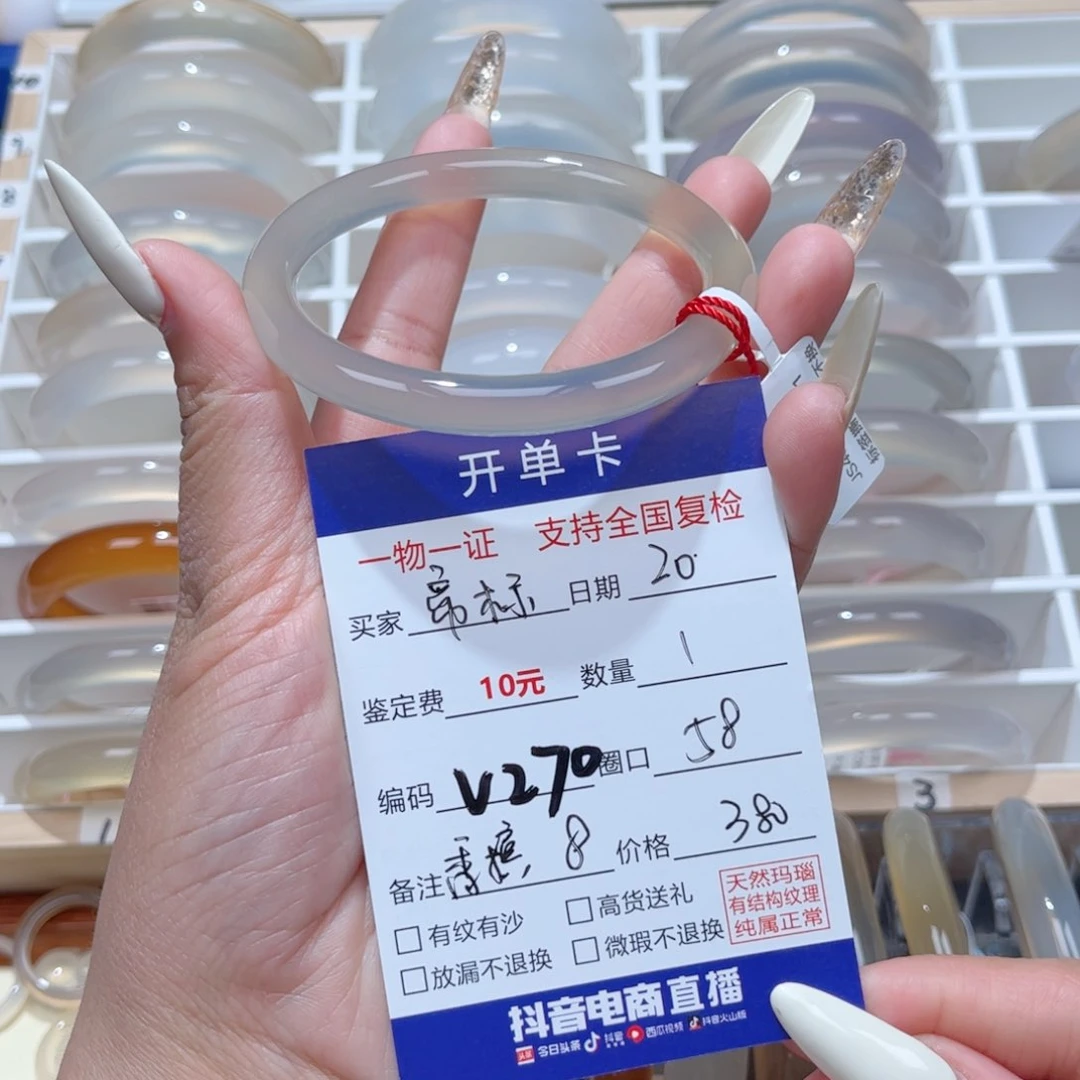 开单卡
一物一证 支持全国复检
买家 吊标 日期 20
鉴定费 10元 数量 1
编码 V270 圈口 58
备注 8 价格 380
有纹有沙 高货送礼
放漏不退换 微瑕不退换
天然玛瑙
有结构纹理
纯属正常
抖音电商直播
头条 今日头条 抖音 西瓜视频 抖音火山版
3